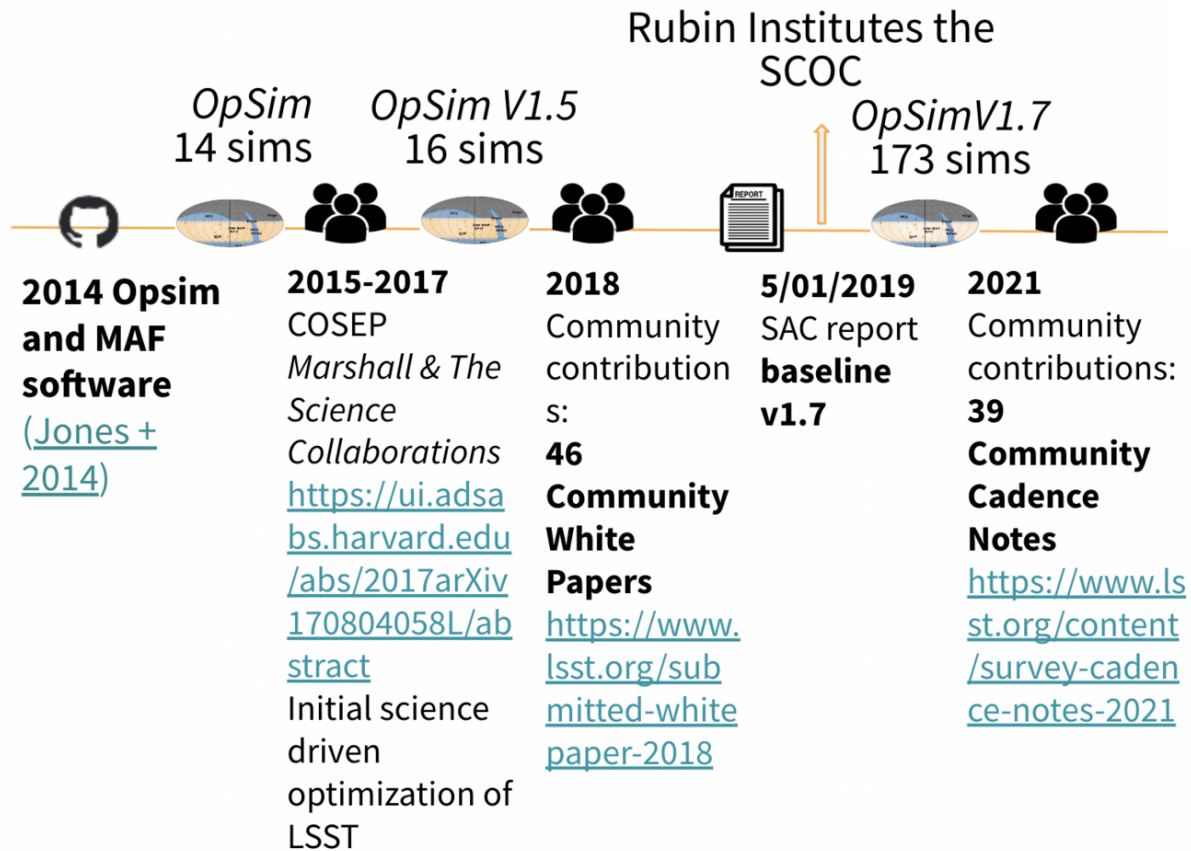 Rubin Institutes the
SCOC
OpSim
14 sims
OpSim V1.5
16 sims
OpSimV1.7
173 sims
REPORT
2014 Opsim
and MAF
software
(Jones +
2014)
2015-2017
COSEP
Marshall & The
Science
Collaborations
https://ui.adsa
bs.harvard.edu
/abs/2017arXiv
170804058L/ab
stract
Initial science
driven
optimization of
LSST
2018
Community
contribution
s:
46
Community
White
Papers
https://www.
lsst.org/sub
mitted-white
paper-2018
5/01/2019
SAC report
baseline
v1.7
2021
Community
contributions:
39
Community
Cadence
Notes
https://www.ls
st.org/content
/survey-caden
ce-notes-2021